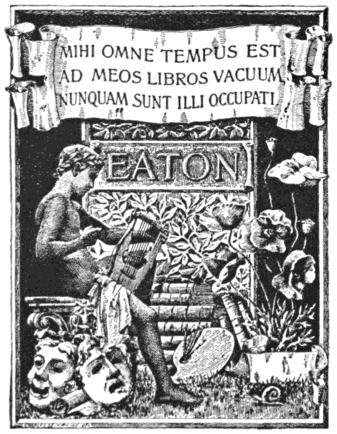 MIHI OMNE TEMPUS EST
AD MEOS LIBROS VACUUM
NUNQUAM SUNT ILLI OCCUPATI
EATON